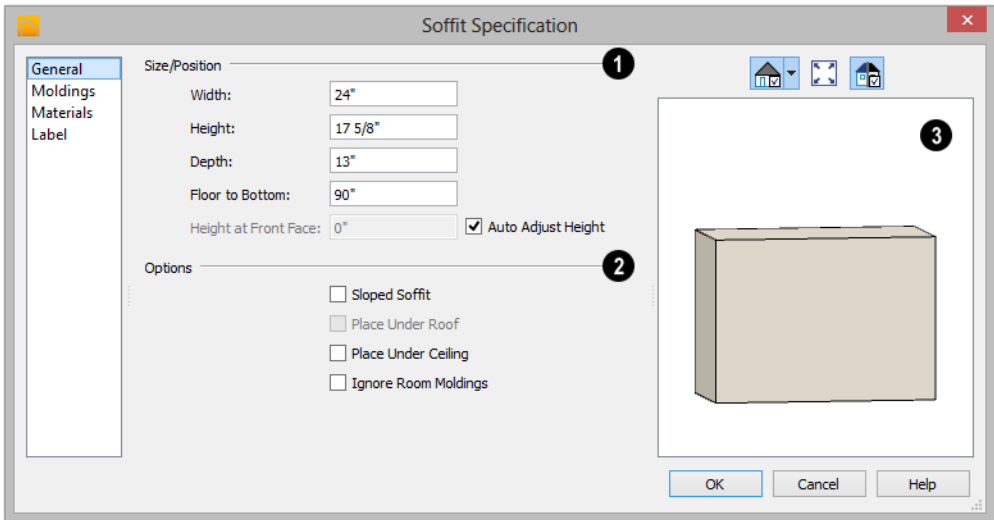 Soffit Specification
×
General
Moldings
Materials
Label
Size/Position
1
Width: 24"
Height: 17 5/8"
Depth: 13"
Floor to Bottom: 90"
Height at Front Face: 0" Auto Adjust Height
Options
2
Sloped Soffit
Place Under Roof
Place Under Ceiling
Ignore Room Moldings
3
OK Cancel Help